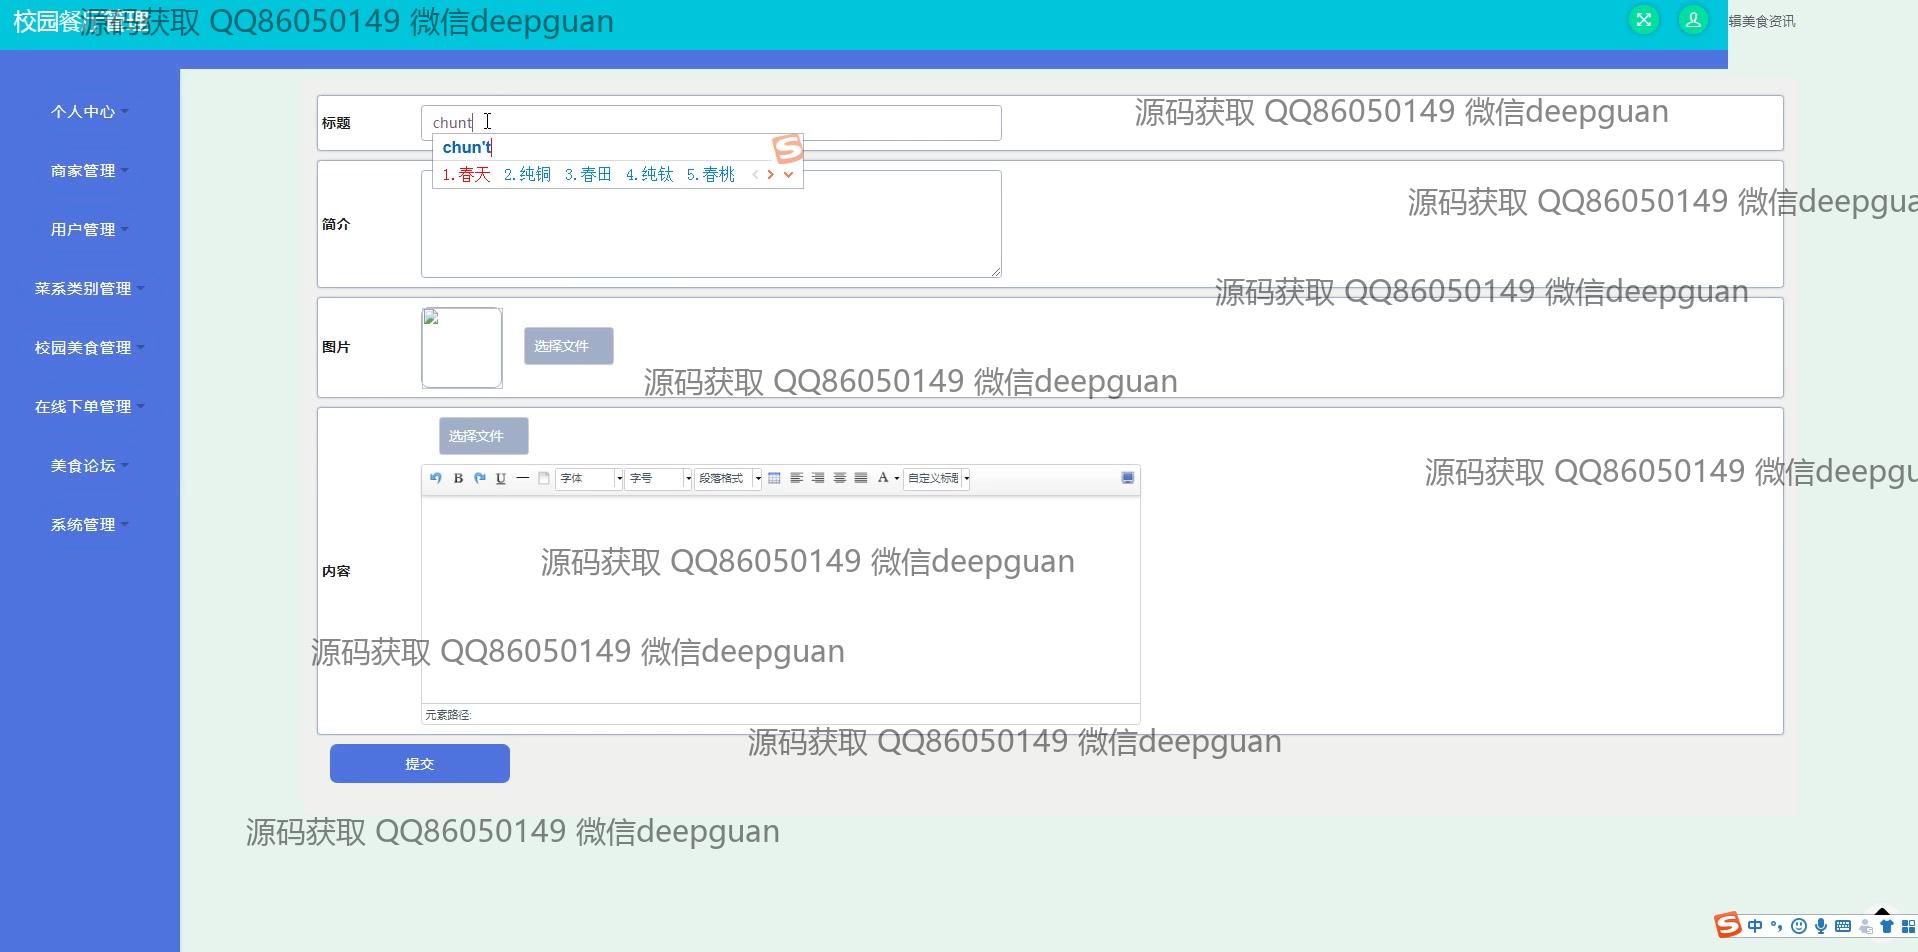 校园餐 管理
源码获取 QQ86050149 微信deepguan
辑美食资讯
个人中心
商家管理
用户管理
菜系类别管理
校园美食管理
在线下单管理
美食论坛
系统管理
标题
chunt
源码获取 QQ86050149 微信deepguan
chun't
1.春天 2.纯铜 3.春田 4.纯钛 5.春桃
源码获取 QQ86050149 微信deepgua
简介
源码获取 QQ86050149 微信deepguan
图片
选择文件
源码获取 QQ86050149 微信deepguan
选择文件
B U 字体 字号 段落格式 A 自定义标题
源码获取 QQ86050149 微信deepgu
源码获取 QQ86050149 微信deepguan
内容
源码获取 QQ86050149 微信deepguan
元素路径:
源码获取 QQ86050149 微信deepguan
提交
源码获取 QQ86050149 微信deepguan
S 中